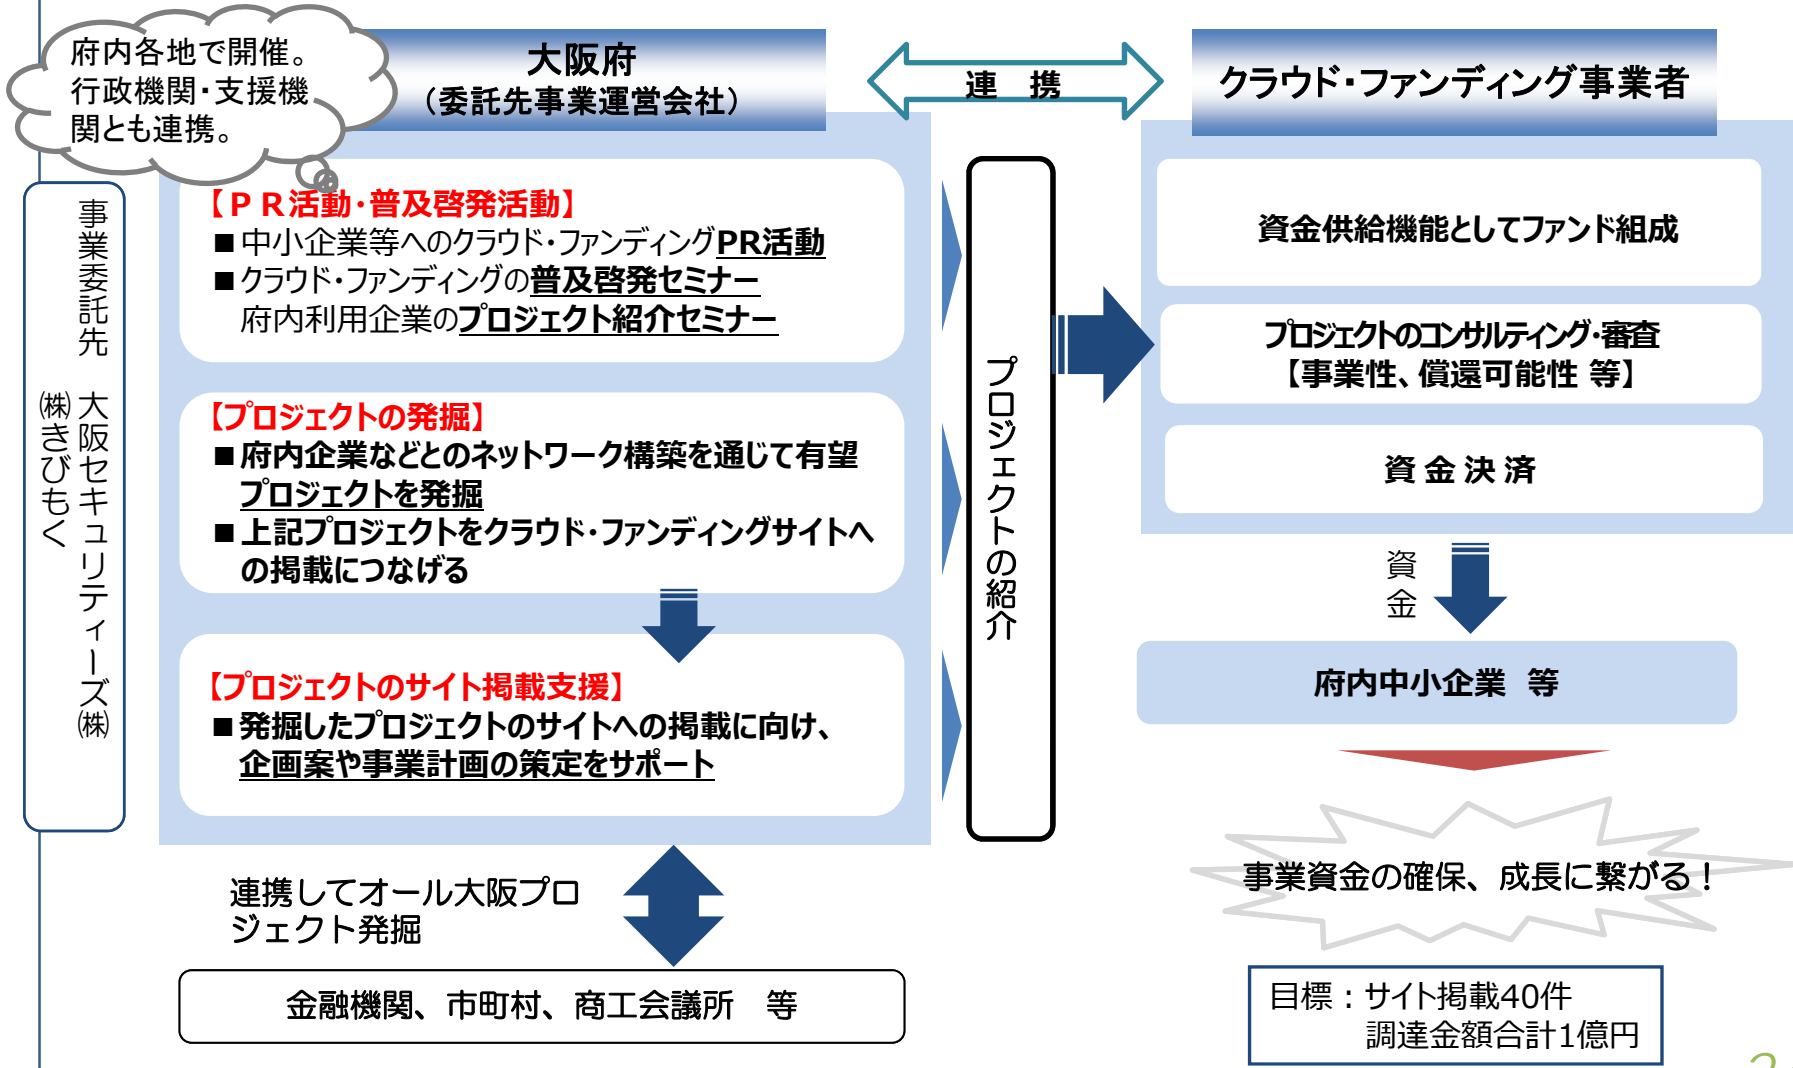 府内各地で開催。
行政機関・支援機
関とも連携。
大阪府
（委託先事業運営会社）
連　携
クラウド・ファンディング事業者
事業委託先　大阪セキュリティーズ㈱
㈱きびもく
【ＰＲ活動・普及啓発活動】
■中小企業等へのクラウド・ファンディングPR活動
■クラウド・ファンディングの普及啓発セミナー
府内利用企業のプロジェクト紹介セミナー
【プロジェクトの発掘】
■府内企業などとのネットワーク構築を通じて有望
プロジェクトを発掘
■上記プロジェクトをクラウド・ファンディングサイトへ
の掲載につなげる
【プロジェクトのサイト掲載支援】
■発掘したプロジェクトのサイトへの掲載に向け、
企画案や事業計画の策定をサポート
プロジェクトの紹介
資金供給機能としてファンド組成
プロジェクトのコンサルティング・審査
【事業性、償還可能性 等】
資 金 決 済
資金
府内中小企業　等
事業資金の確保、成長に繋がる！
連携してオール大阪プロ
ジェクト発掘
金融機関、市町村、商工会議所　等
目標：サイト掲載40件
調達金額合計1億円